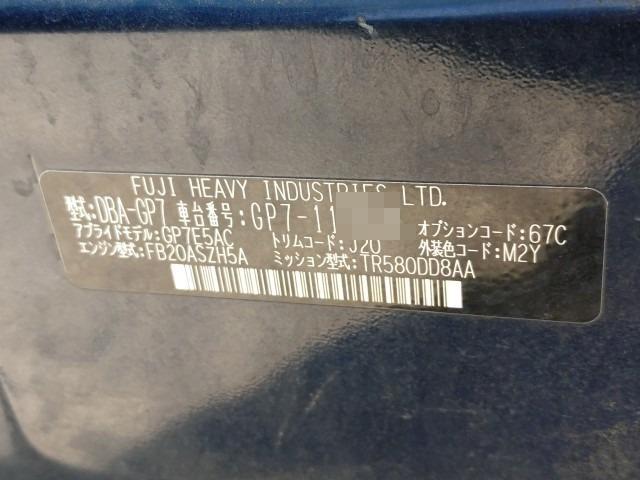 FUJI HEAVY INDUSTRIES LTD.
型式:DBA-GP7 車台番号:GP7-11 オプションコード:67C
アプライドモデル:GP7E5AC トリムコード:J20 外装色コード:M2Y
エンジン型式:FB20ASZH5A ミッション型式:TR580DD8AA